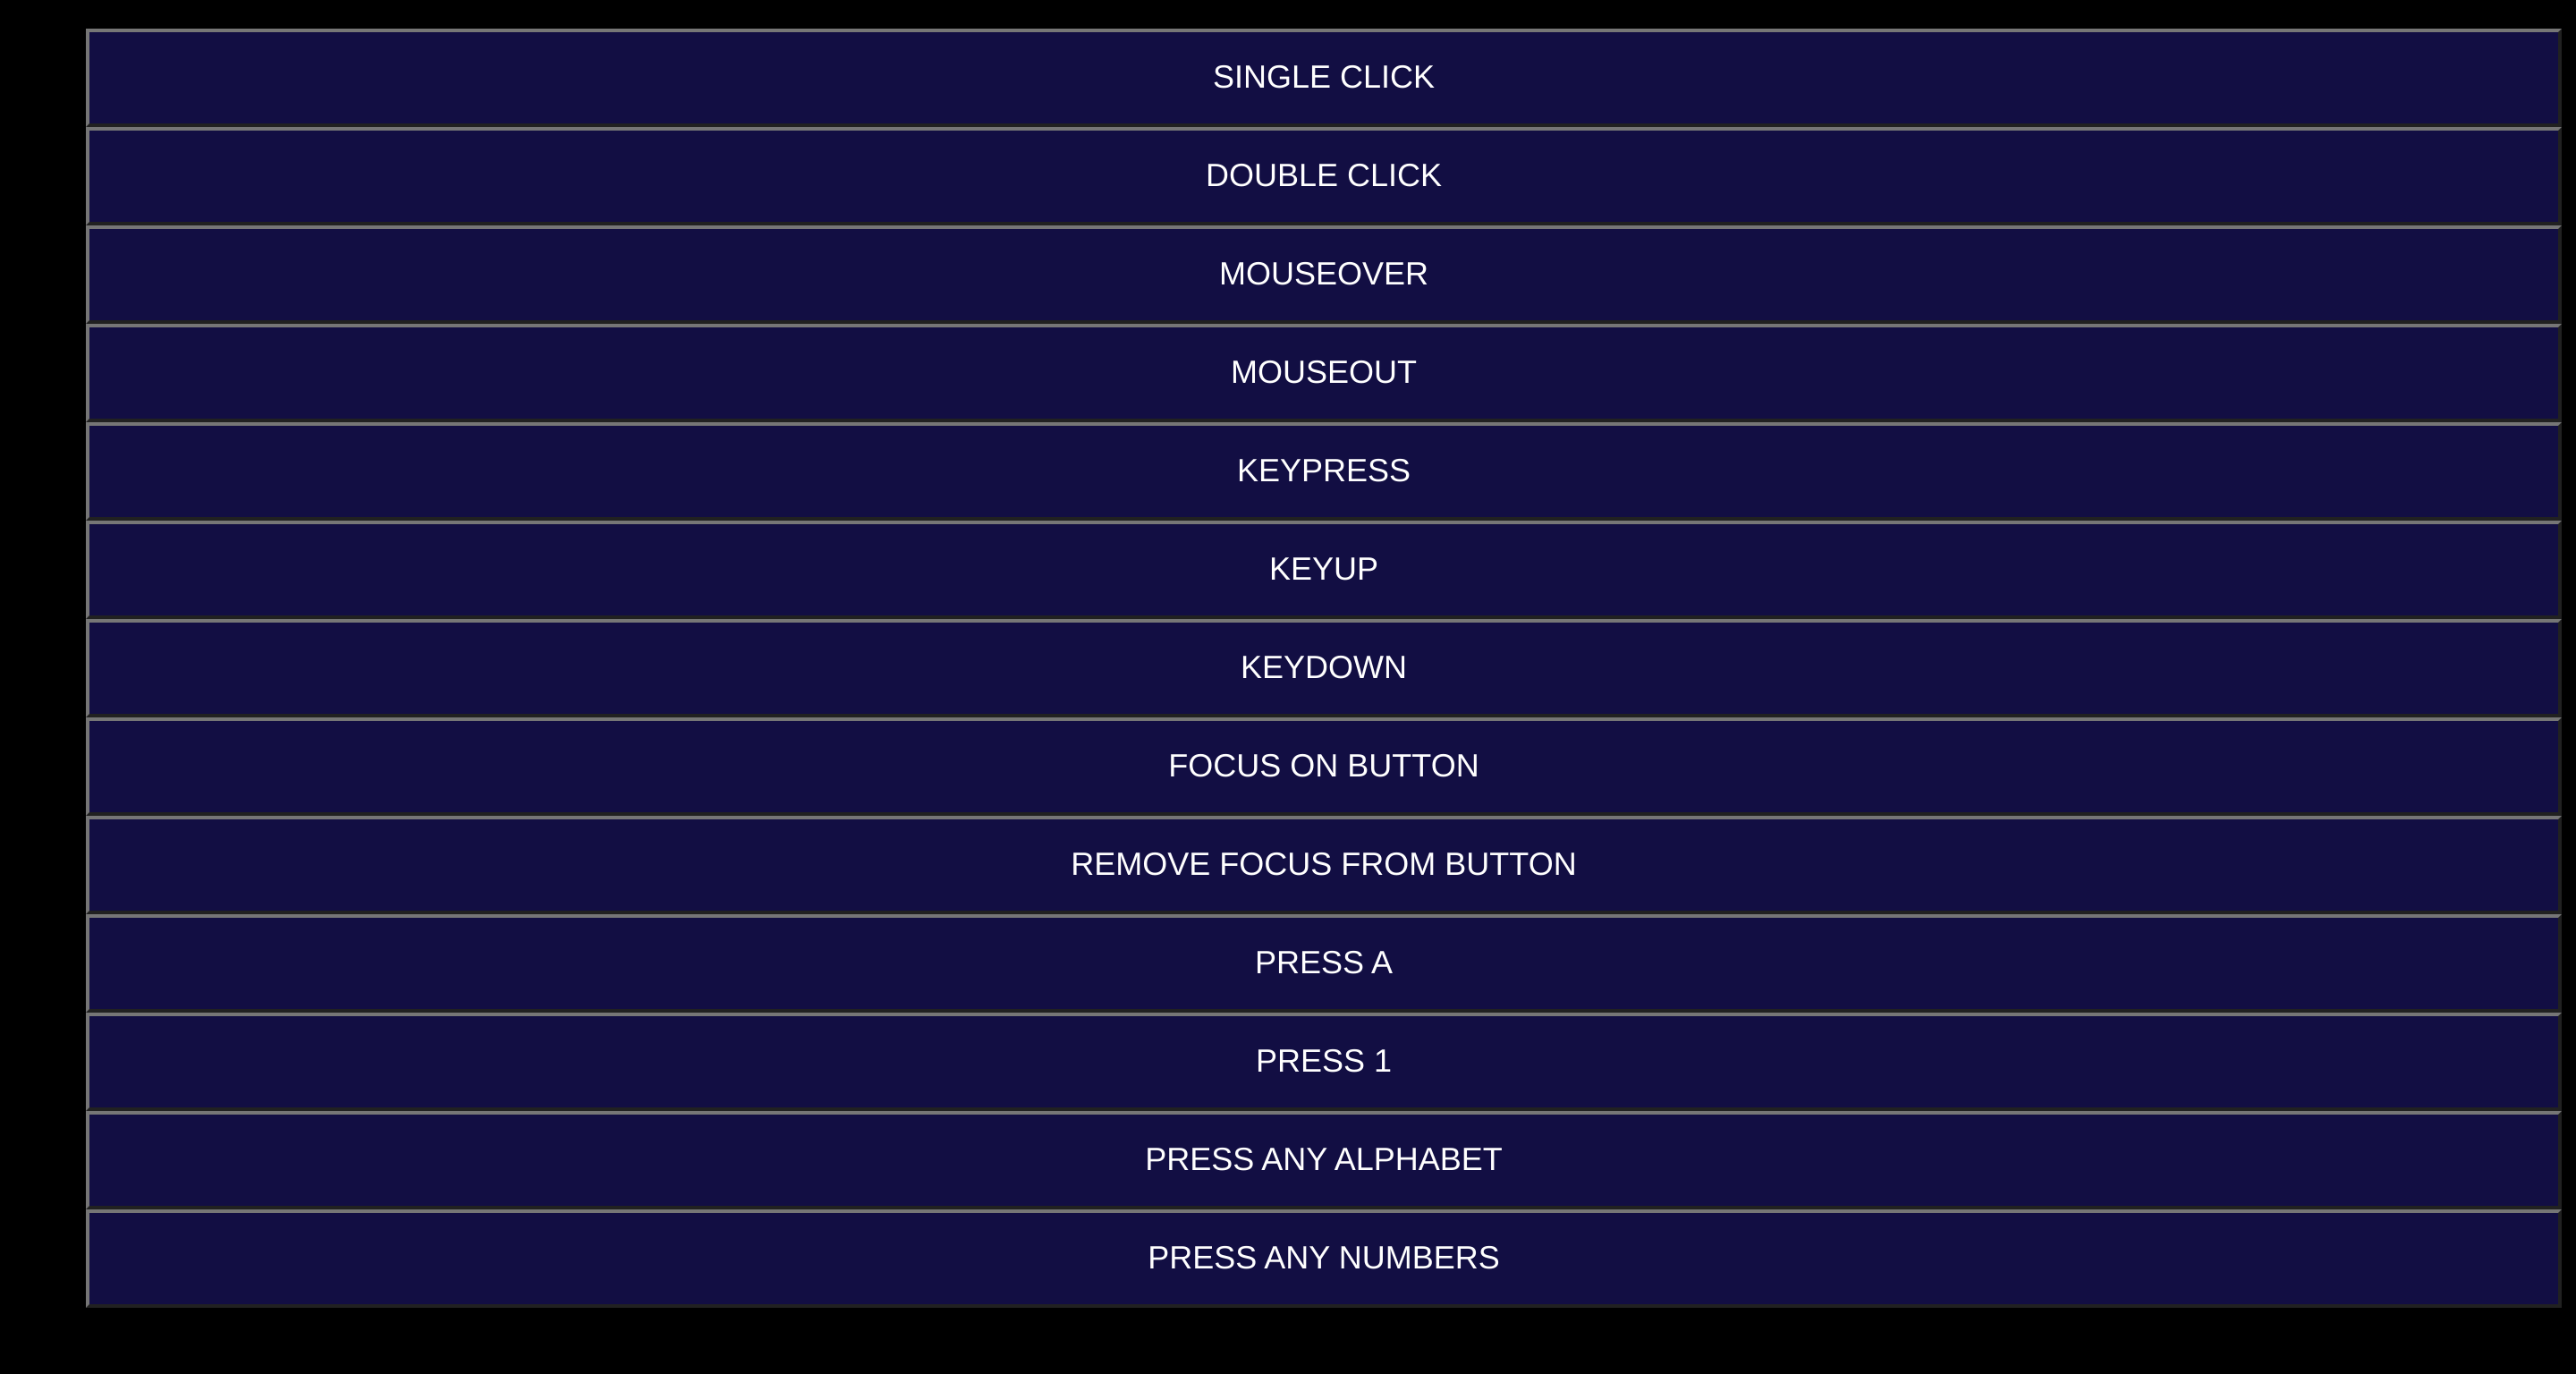 SINGLE CLICK
DOUBLE CLICK
MOUSEOVER
MOUSEOUT
KEYPRESS
KEYUP
KEYDOWN
FOCUS ON BUTTON
REMOVE FOCUS FROM BUTTON
PRESS A
PRESS 1
PRESS ANY ALPHABET
PRESS ANY NUMBERS